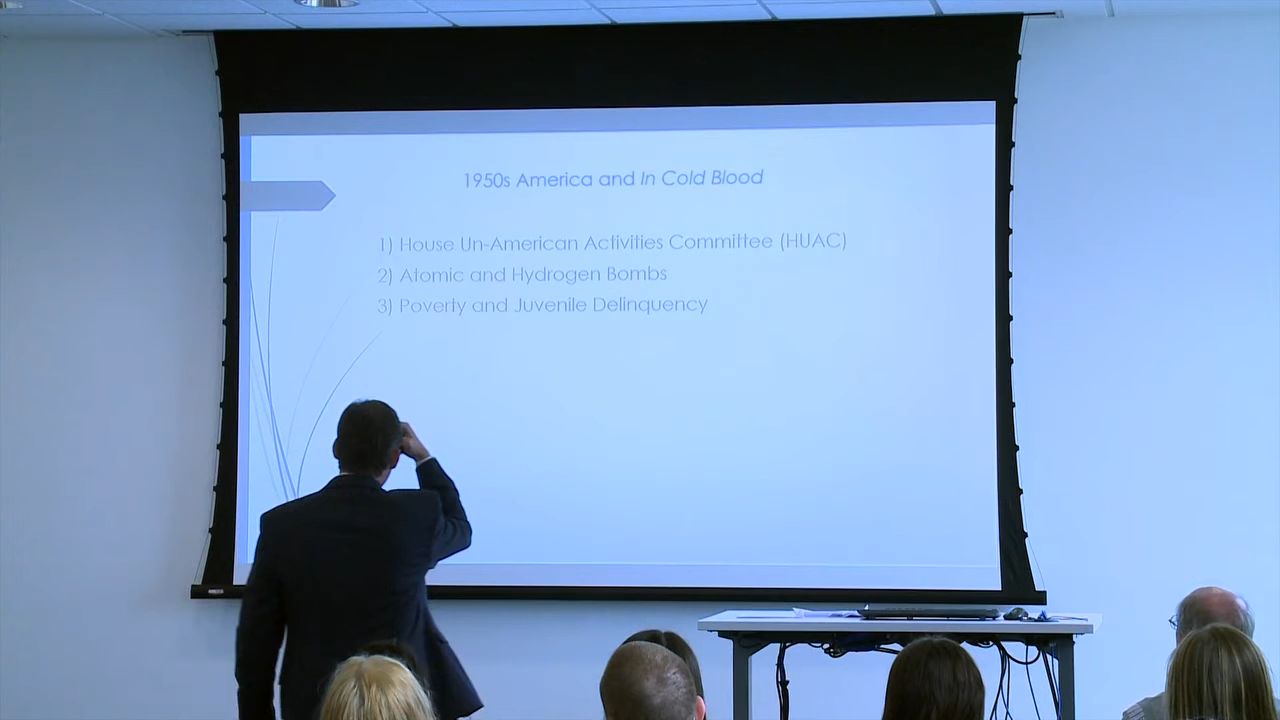 1950s America and In Cold Blood
1) House Un-American Activities Committee (HUAC)
2) Atomic and Hydrogen Bombs
3) Poverty and Juvenile Delinquency